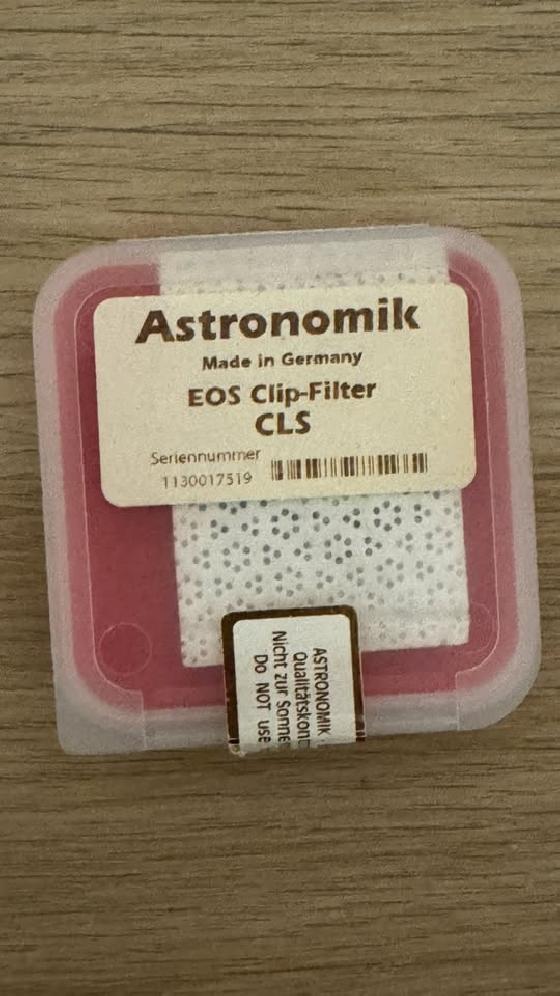 Astronomik
Made in Germany
EOS Clip-Filter
CLS
Seriennummer
1130017519
ASTRONOMIK
Qualitätskont
Nicht zur Sonne
Do NOT use